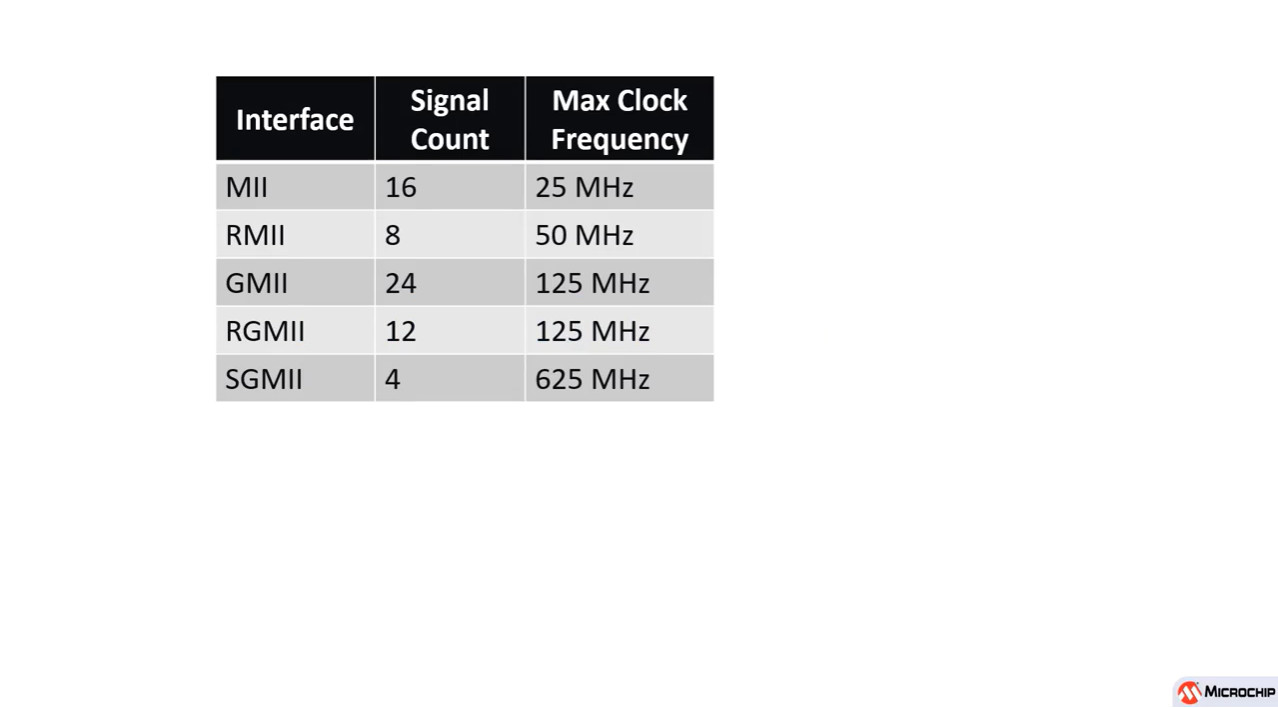 Interface Signal Count Max Clock Frequency
MII 16 25 MHz
RMII 8 50 MHz
GMII 24 125 MHz
RGMII 12 125 MHz
SGMII 4 625 MHz
MICROCHIP